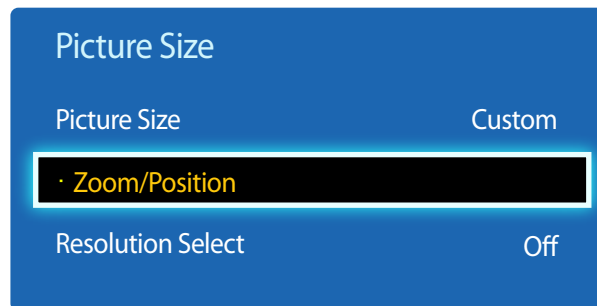 Picture Size
Picture Size Custom
· Zoom/Position
Resolution Select Off